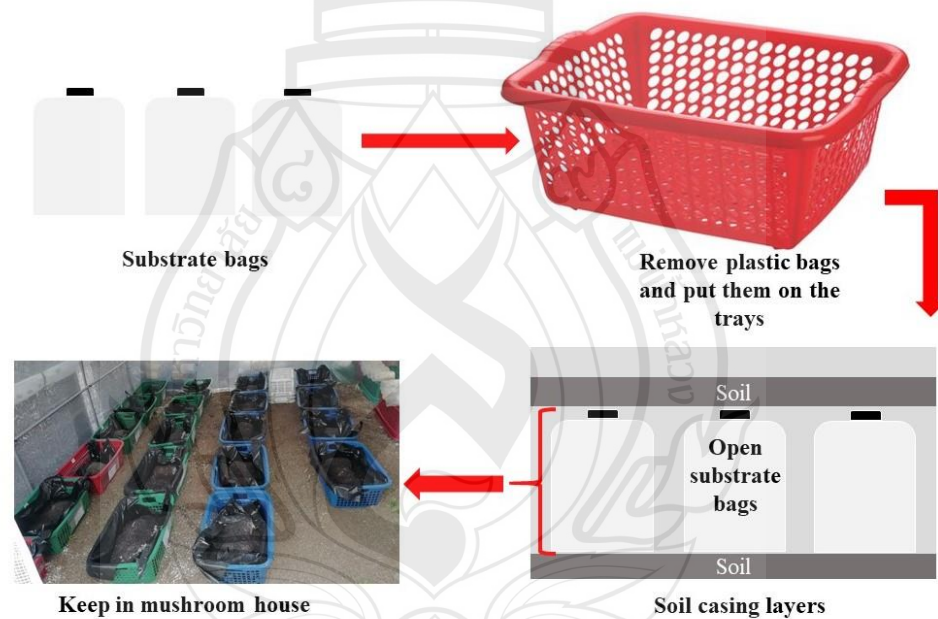 Substrate bags
Remove plastic bags
and put them on the
trays
Soil
Open
substrate
bags
Soil
Soil casing layers
Keep in mushroom house